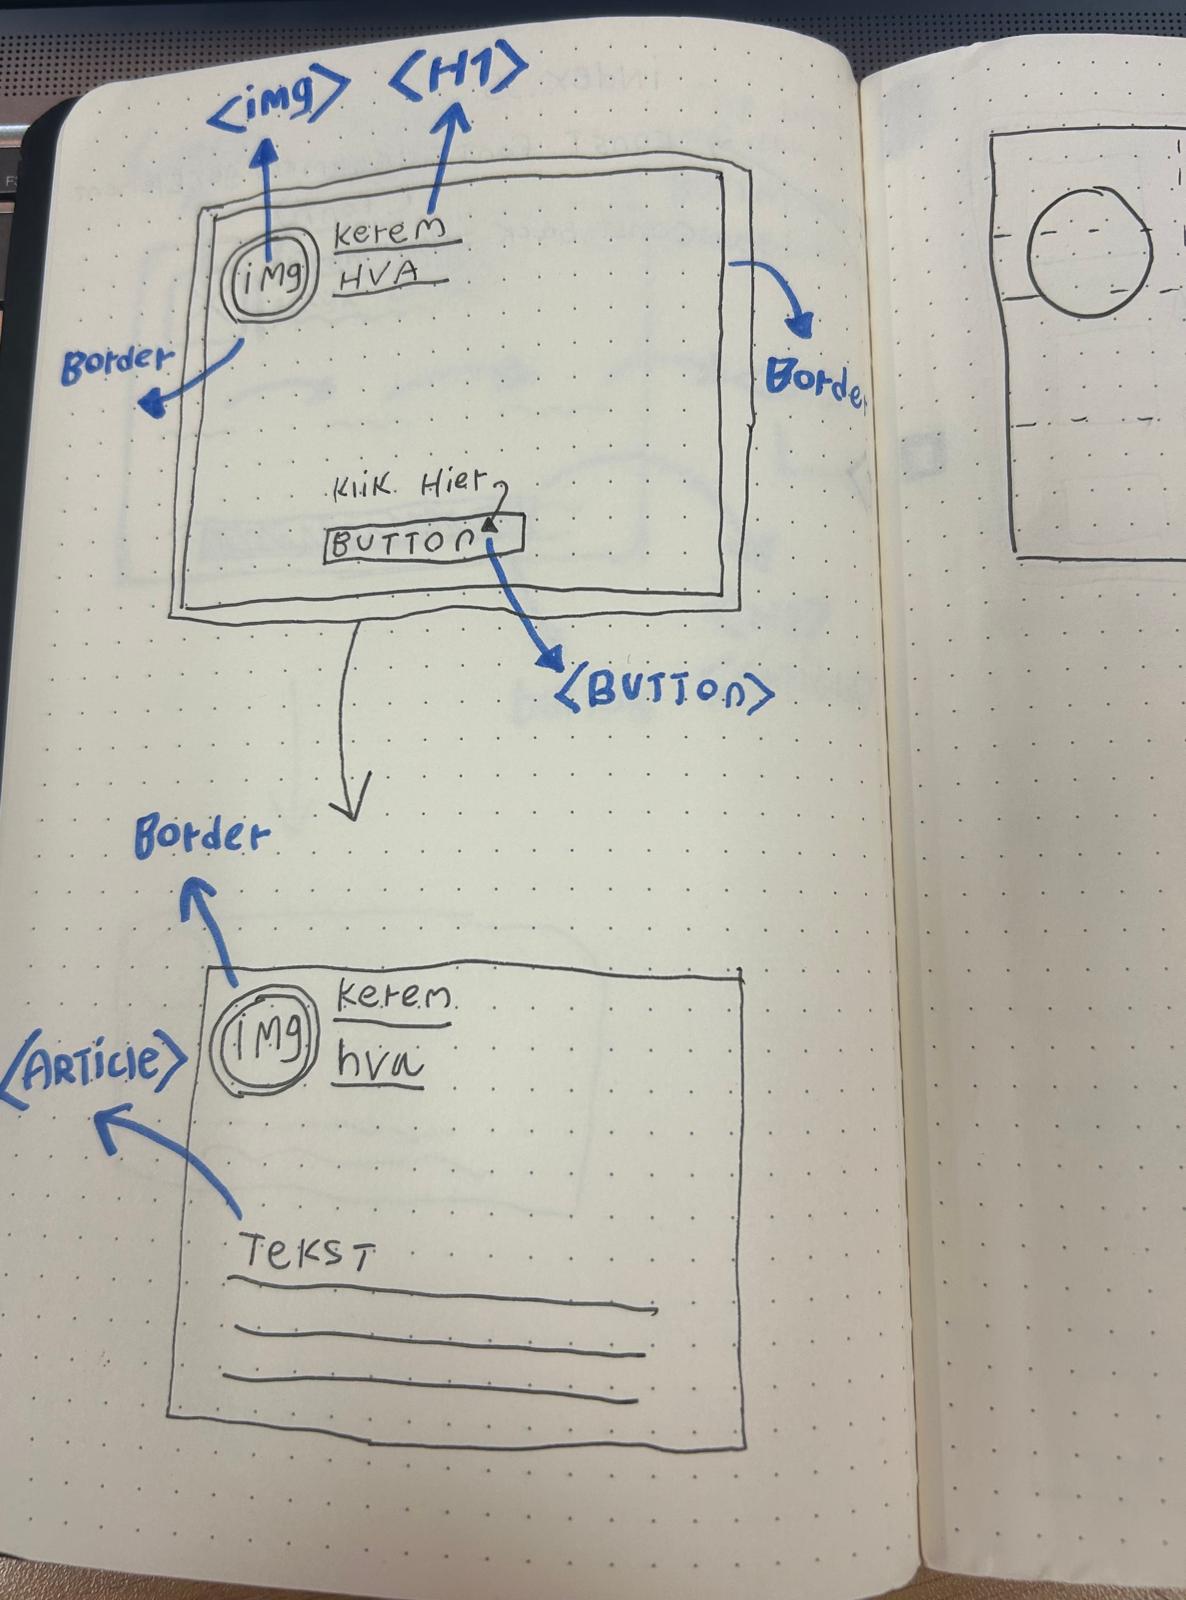 <img>
<H1>
kerem
img
HVA
Border
Border
Klik Hier
BUTTON
<BUTTON>
Border
kerem
img
hva
<ARTICLE>
TEKST